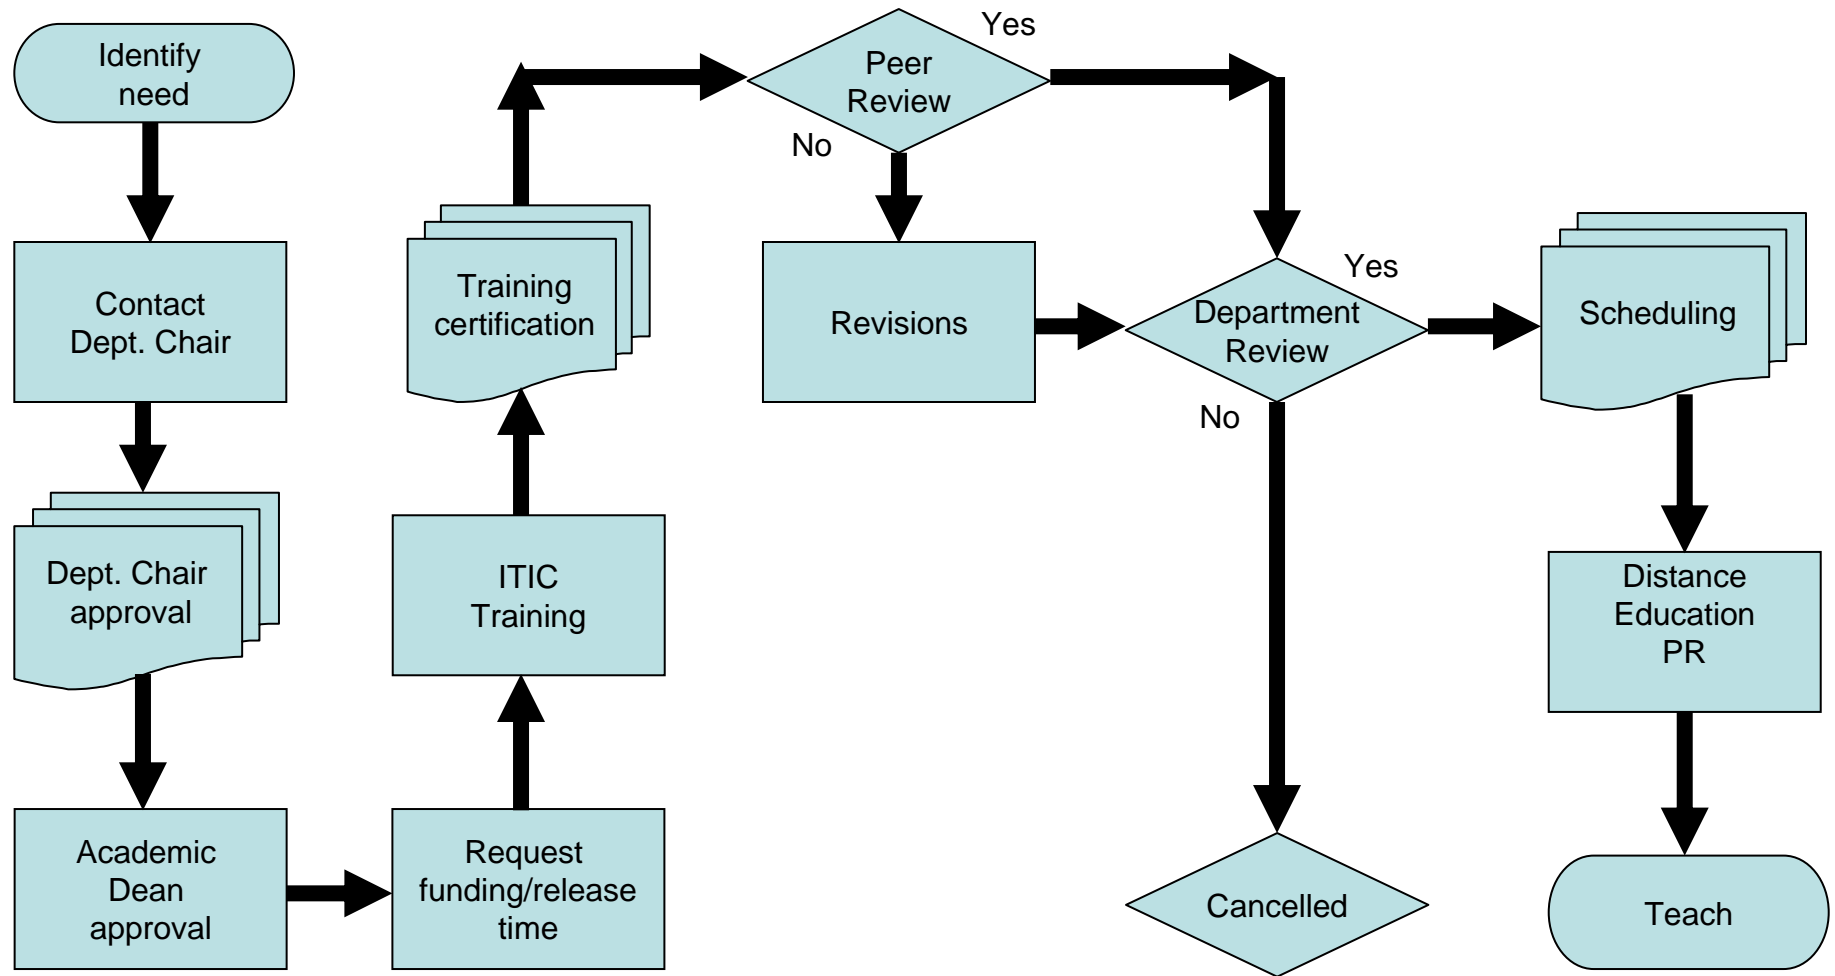 Identify
need
Contact
Dept. Chair
Dept. Chair
approval
Academic
Dean
approval
Request
funding/release
time
ITIC
Training
Training
certification
Peer
Review
Yes
No
Revisions
Department
Review
Yes
No
Cancelled
Scheduling
Distance
Education
PR
Teach